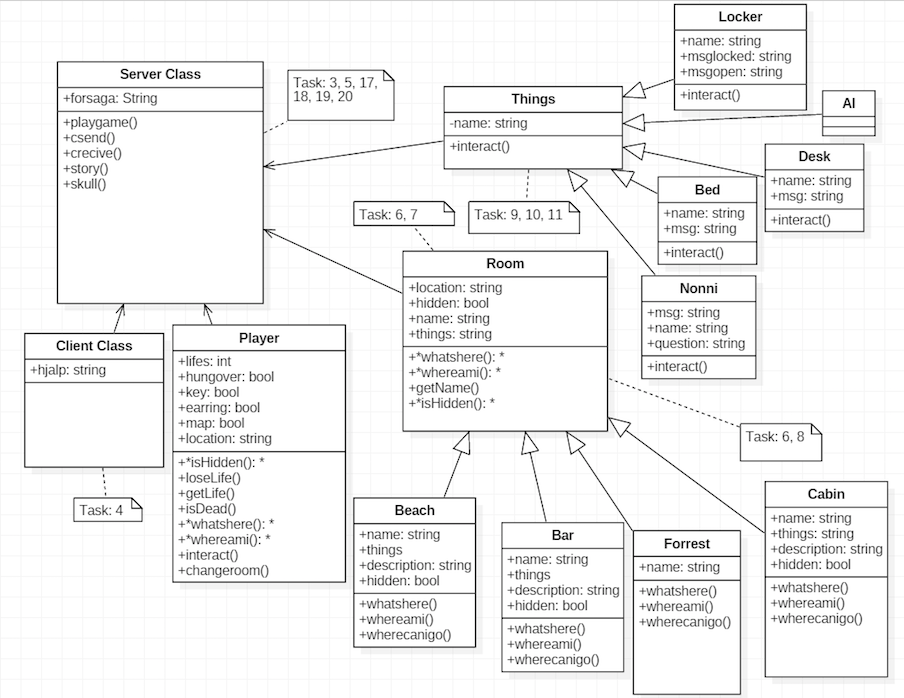 Server Class
+forsaga: String
+playgame()
+csend()
+crecive()
+story()
+skull()
Task: 3, 5, 17,
18, 19, 20
Things
-name: string
+interact()
Locker
+name: string
+msglocked: string
+msgopen: string
+interact()
AI
Desk
+name: string
+msg: string
+interact()
Bed
+name: string
+msg: string
+interact()
Nonni
+msg: string
+name: string
+question: string
+interact()
Task: 6, 7
Task: 9, 10, 11
Room
+location: string
+hidden: bool
+name: string
+things: string
+*whatshere(): *
+*whereami(): *
+getName()
+*isHidden(): *
Client Class
+hjalp: string
Task: 4
Player
+lifes: int
+hungover: bool
+key: bool
+earring: bool
+map: bool
+location: string
+*isHidden(): *
+loseLife()
+getLife()
+isDead()
+*whatshere(): *
+*whereami(): *
+interact()
+changeroom()
Task: 6, 8
Beach
+name: string
+things
+description: string
+hidden: bool
+whatshere()
+whereami()
+wherecanigo()
Bar
+name: string
+things
+description: string
+hidden: bool
+whatshere()
+whereami()
+wherecanigo()
Forrest
+name: string
+whatshere()
+whereami()
+wherecanigo()
Cabin
+name: string
+things: string
+description: string
+hidden: bool
+whatshere()
+whereami()
+wherecanigo()